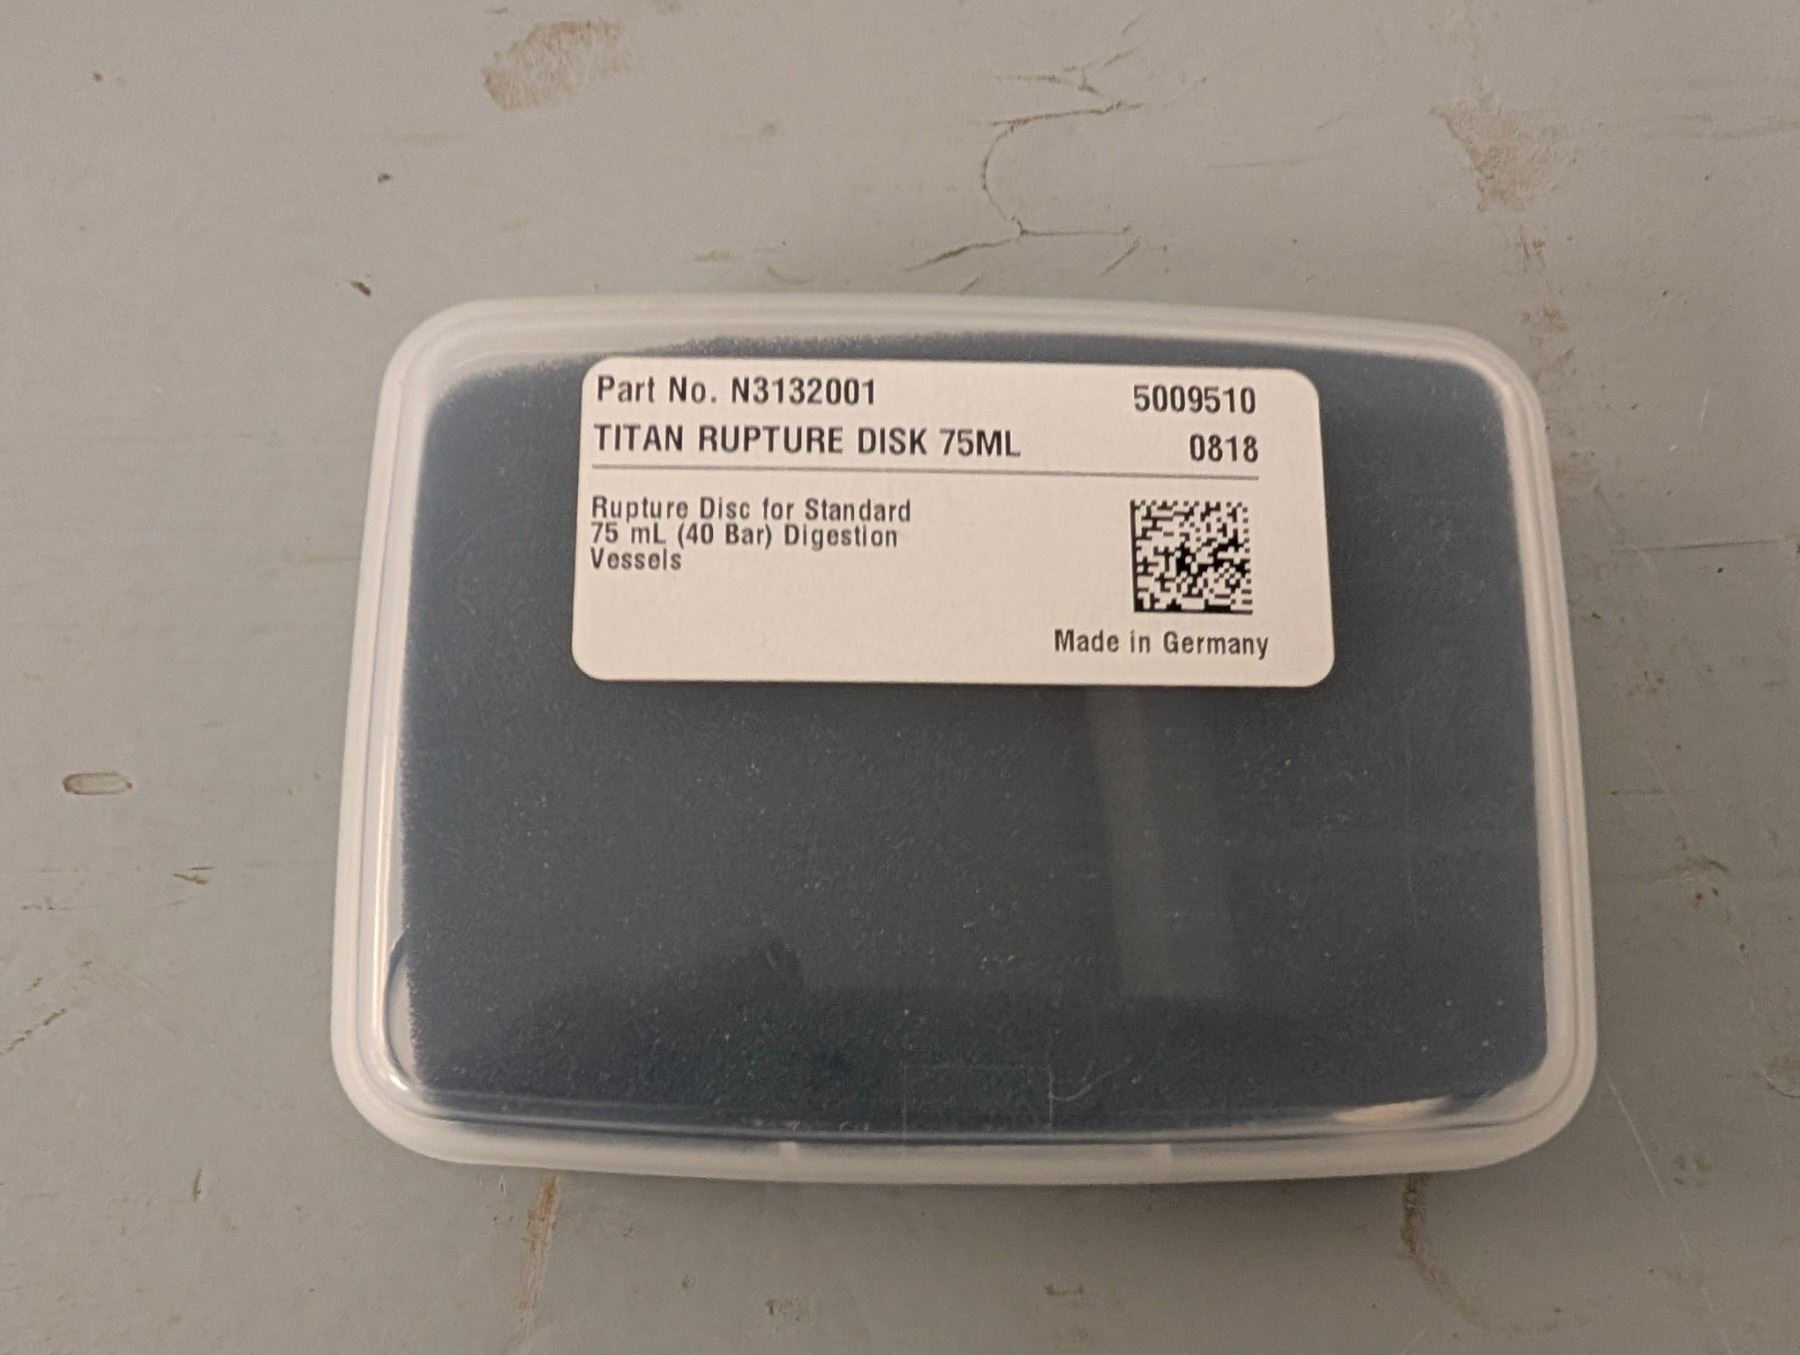 Part No. N3132001 5009510
TITAN RUPTURE DISK 75ML 0818
Rupture Disc for Standard
75 mL (40 Bar) Digestion
Vessels
Made in Germany